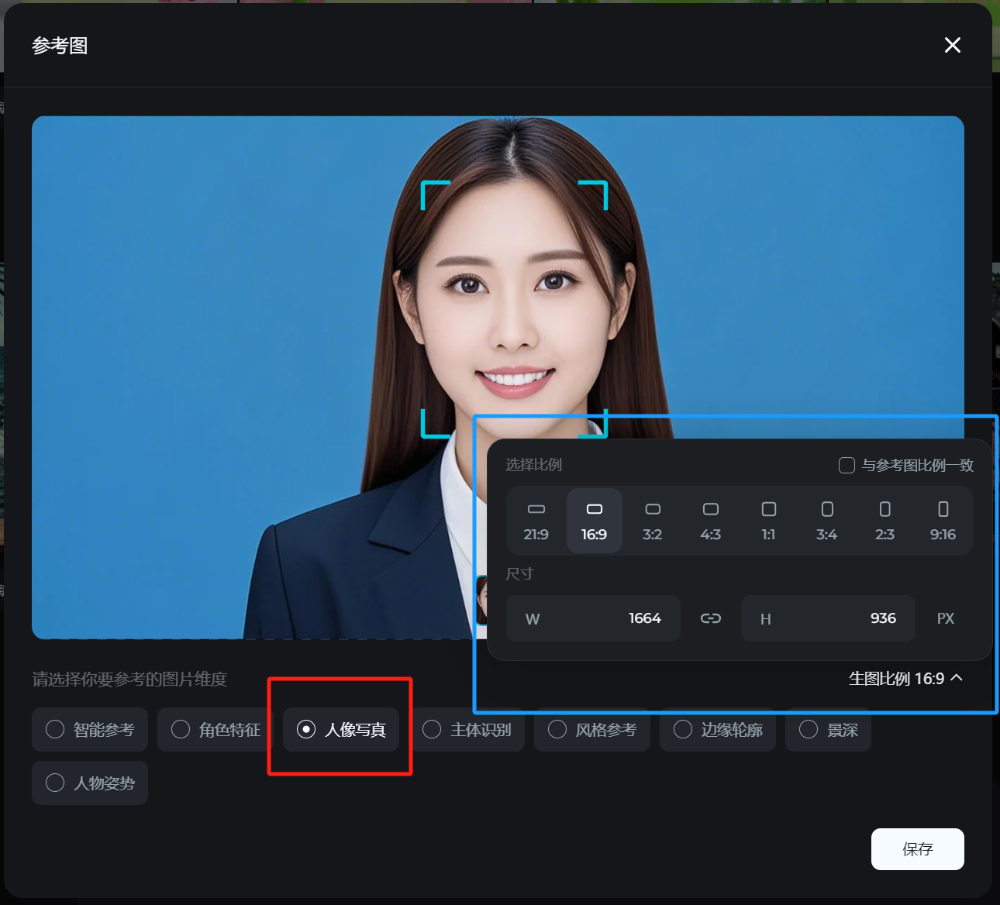 参考图
选择比例
与参考图比例一致
21:9 16:9 3:2 4:3 1:1 3:4 2:3 9:16
尺寸
W 1664 H 936 PX
请选择你要参考的图片维度
生图比例 16:9
智能参考 角色特征 人像写真 主体识别 风格参考 边缘轮廓 景深
人物姿势
保存